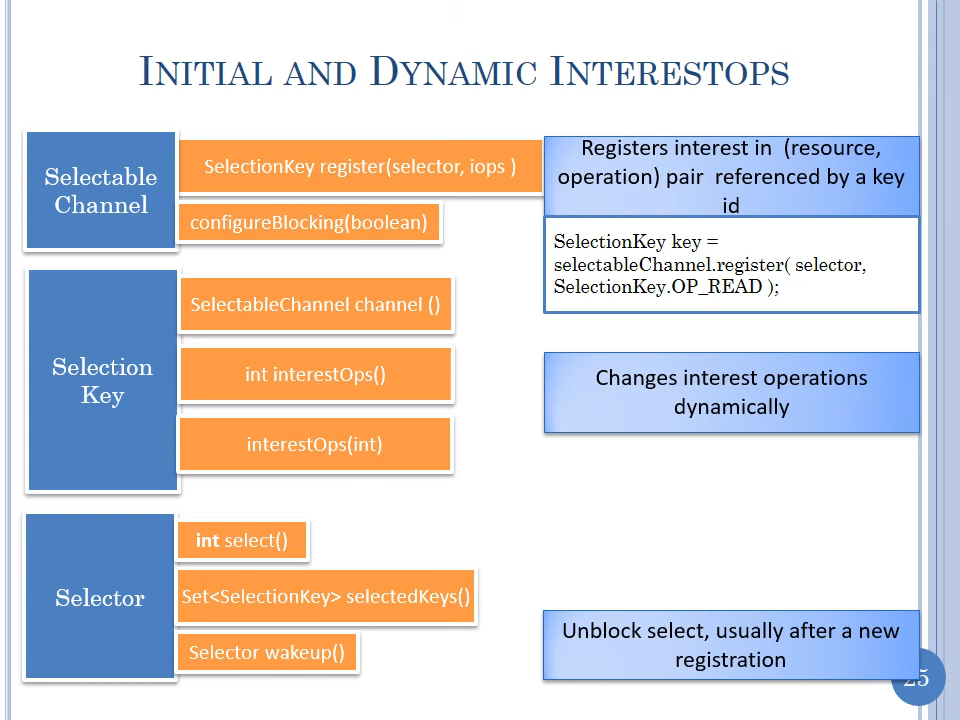 INITIAL AND DYNAMIC INTERESTOPS
Selectable
Channel
SelectionKey register(selector, iops )
configureBlocking(boolean)
Registers interest in (resource,
operation) pair referenced by a key
id
SelectionKey key =
selectableChannel.register( selector,
SelectionKey.OP_READ );
Selection
Key
SelectableChannel channel ()
int interestOps()
interestOps(int)
Changes interest operations
dynamically
Selector
int select()
Set<SelectionKey> selectedKeys()
Selector wakeup()
Unblock select, usually after a new
registration
25